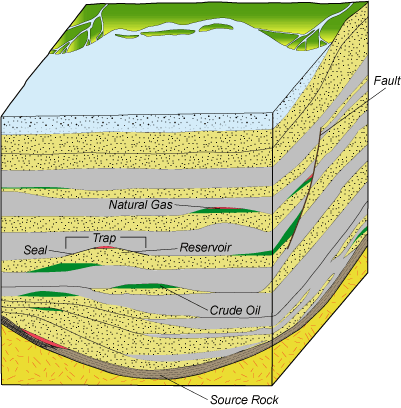 Fault
Natural Gas
Trap
Seal
Reservoir
Crude Oil
Source Rock